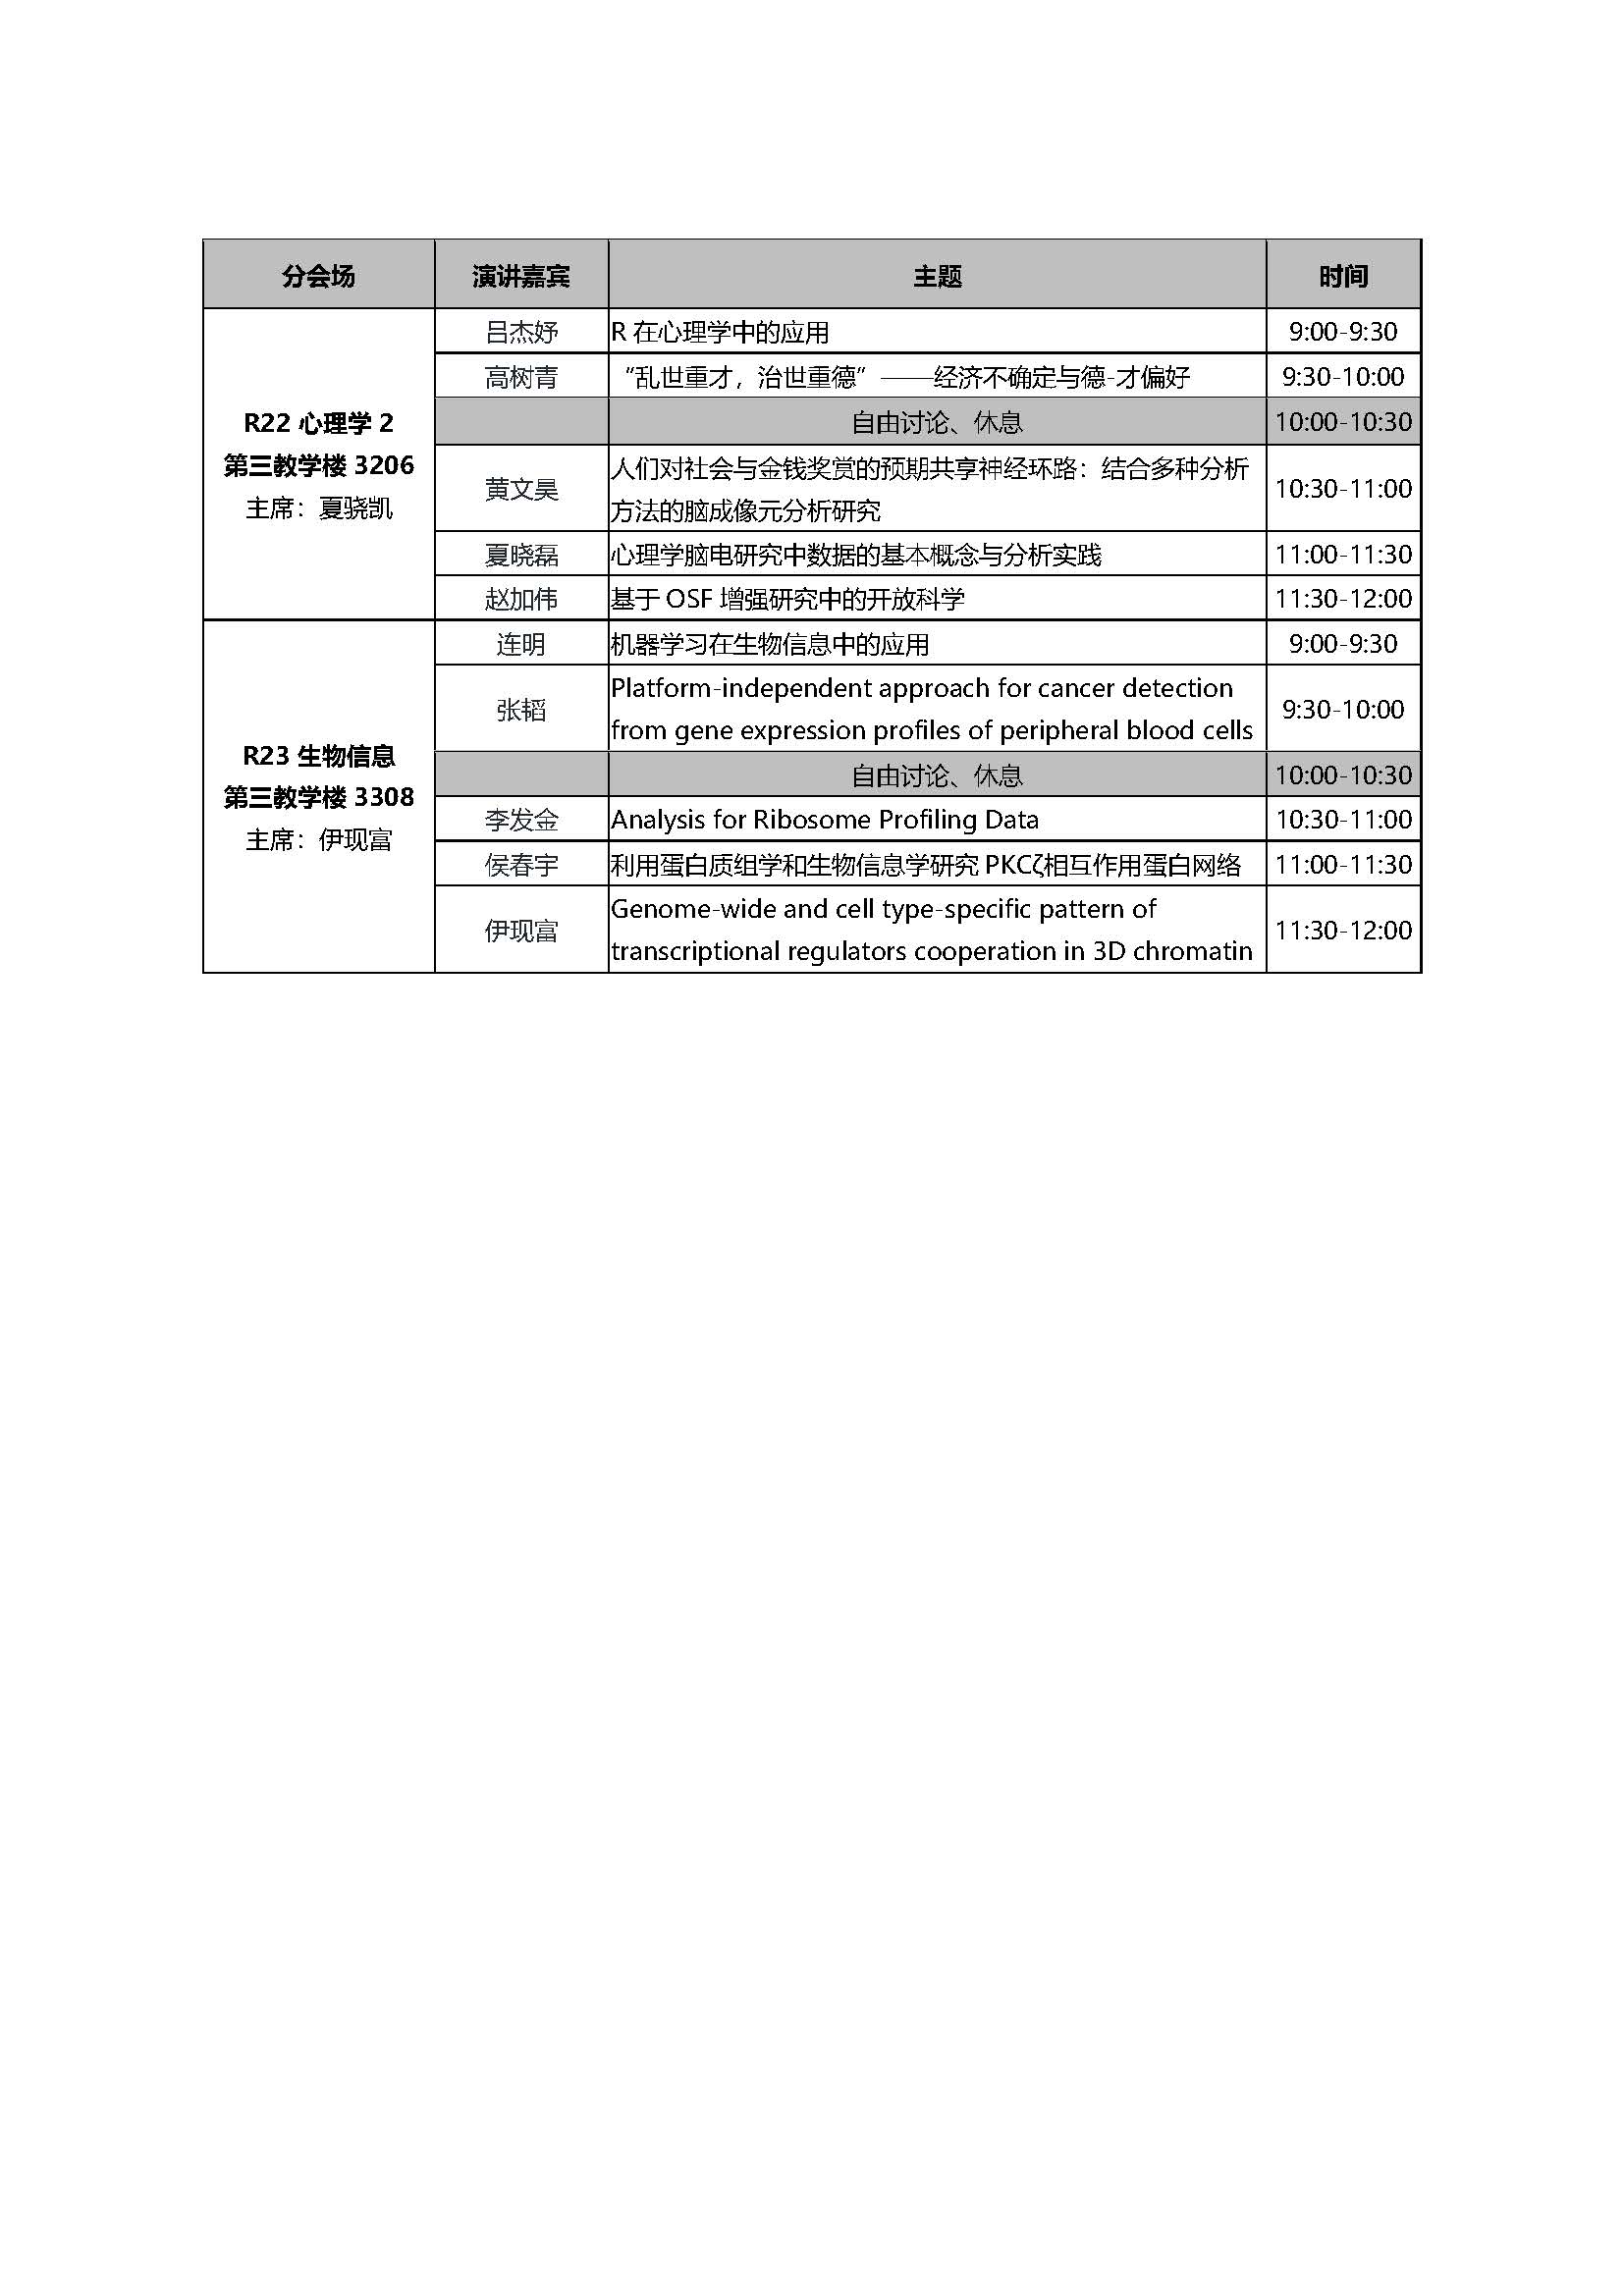 分会场 演讲嘉宾 主题 时间
R22 心理学 2
第三教学楼 3206
主席：夏骁凯
吕杰妤 R 在心理学中的应用 9:00-9:30
高树青 “乱世重才，治世重德”——经济不确定与德-才偏好 9:30-10:00
自由讨论、休息 10:00-10:30
黄文昊 人们对社会与金钱奖赏的预期共享神经环路：结合多种分析
方法的脑成像元分析研究 10:30-11:00
夏晓磊 心理学脑电研究中数据的基本概念与分析实践 11:00-11:30
赵加伟 基于 OSF 增强研究中的开放科学 11:30-12:00
R23 生物信息
第三教学楼 3308
主席：伊现富
连明 机器学习在生物信息中的应用 9:00-9:30
张韬 Platform-independent approach for cancer detection
from gene expression profiles of peripheral blood cells 9:30-10:00
自由讨论、休息 10:00-10:30
李发金 Analysis for Ribosome Profiling Data 10:30-11:00
侯春宇 利用蛋白质组学和生物信息学研究 PKCζ相互作用蛋白网络 11:00-11:30
伊现富 Genome-wide and cell type-specific pattern of
transcriptional regulators cooperation in 3D chromatin 11:30-12:00